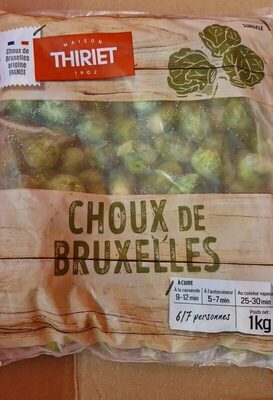 SURGELÉ
Choux de
Bruxelles
origine
FRANCE
MAISON
THIRIET
1902
CHOUX DE
BRUXELLES
À CUIRE
À la casserole À l'autocuiseur Au cuiseur vapeur
9-12 min 5-7 min 25-30 min
6/7 personnes
Poids net
1kg